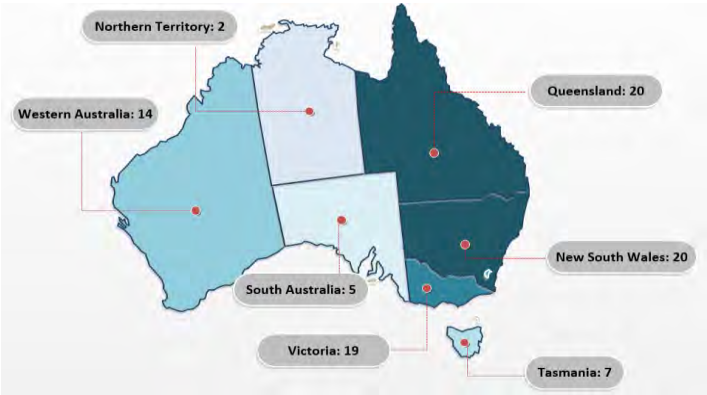 Northern Territory: 2
Queensland: 20
Western Australia: 14
New South Wales: 20
South Australia: 5
Victoria: 19
Tasmania: 7